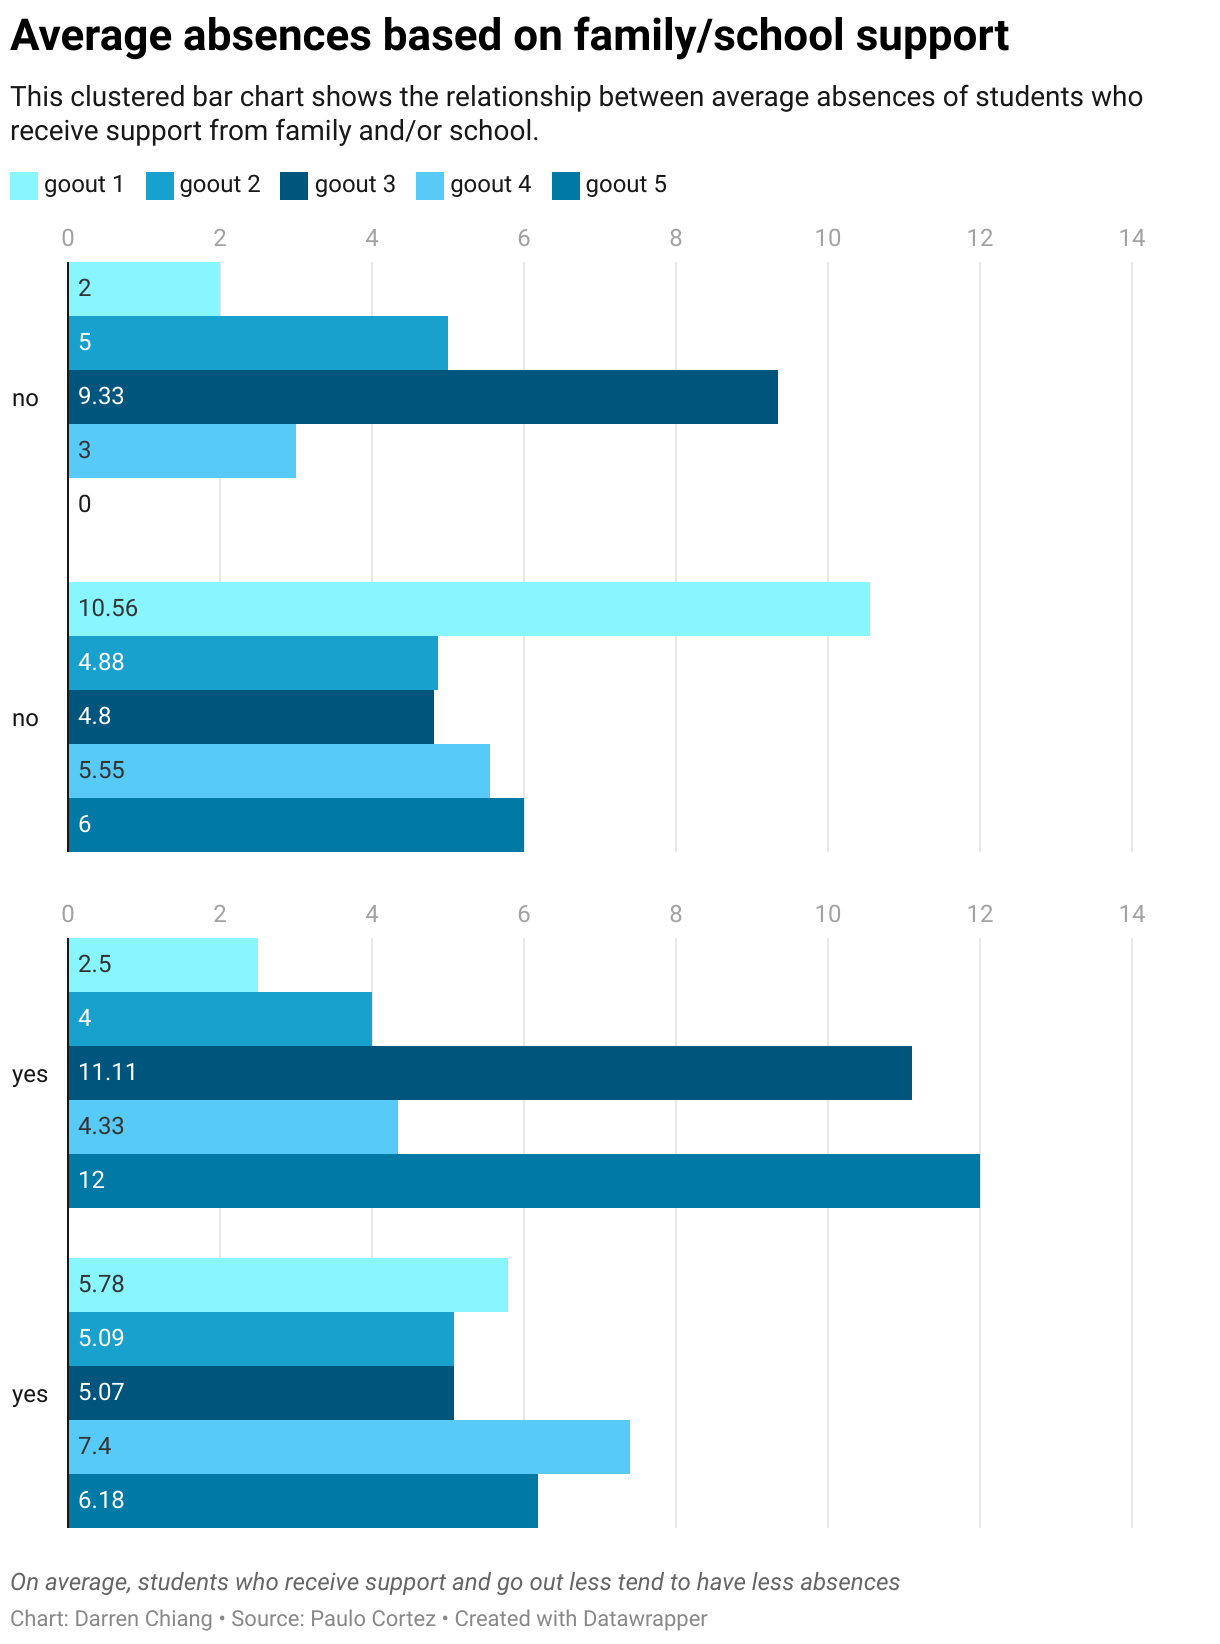 Average absences based on family/school support
This clustered bar chart shows the relationship between average absences of students who
receive support from family and/or school.
goout 1 goout 2 goout 3 goout 4 goout 5
0 2 4 6 8 10 12 14
2
5
no 9.33
3
0
10.56
4.88
no 4.8
5.55
6
0 2 4 6 8 10 12 14
2.5
4
yes 11.11
4.33
12
5.78
5.09
yes 5.07
7.4
6.18
On average, students who receive support and go out less tend to have less absences
Chart: Darren Chiang • Source: Paulo Cortez • Created with Datawrapper